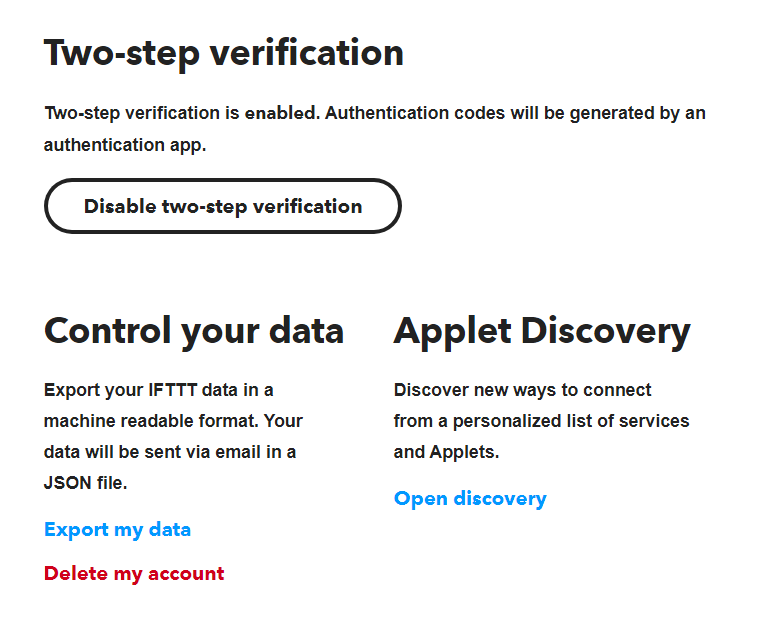 Two-step verification
Two-step verification is enabled. Authentication codes will be generated by an
authentication app.
Disable two-step verification
Control your data
Export your IFTTT data in a
machine readable format. Your
data will be sent via email in a
JSON file.
Export my data
Delete my account
Applet Discovery
Discover new ways to connect
from a personalized list of services
and Applets.
Open discovery